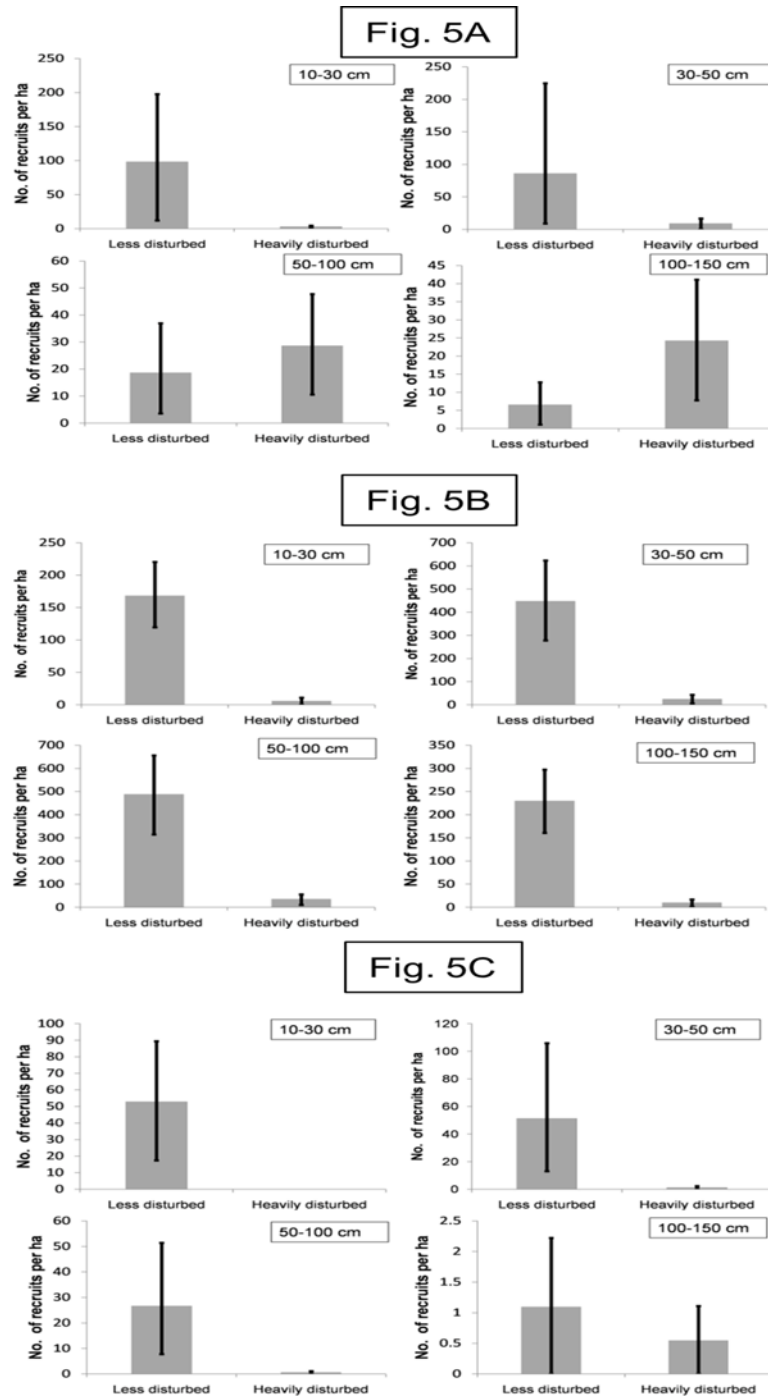 Fig. 5A
No. of recruits per ha
250
200
150
100
50
0
10-30 cm
Less disturbed
Heavily disturbed
No. of recruits per ha
250
200
150
100
50
0
30-50 cm
Less disturbed
Heavily disturbed
No. of recruits per ha
60
50
40
30
20
10
0
50-100 cm
Less disturbed
Heavily disturbed
No. of recruits per ha
45
40
35
30
25
20
15
10
5
0
100-150 cm
Less disturbed
Heavily disturbed
Fig. 5B
No. of recruits per ha
250
200
150
100
50
0
10-30 cm
Less disturbed
Heavily disturbed
No. of recruits per ha
700
600
500
400
300
200
100
0
30-50 cm
Less disturbed
Heavily disturbed
No. of recruits per ha
700
600
500
400
300
200
100
0
50-100 cm
Less disturbed
Heavily disturbed
No. of recruits per ha
350
300
250
200
150
100
50
0
100-150 cm
Less disturbed
Heavily disturbed
Fig. 5C
No. of recruits per ha
100
90
80
70
60
50
40
30
20
10
0
10-30 cm
Less disturbed
Heavily disturbed
No. of recruits per ha
120
100
80
60
40
20
0
30-50 cm
Less disturbed
Heavily disturbed
No. of recruits per ha
60
50
40
30
20
10
0
50-100 cm
Less disturbed
Heavily disturbed
No. of recruits per ha
2.5
2
1.5
1
0.5
0
100-150 cm
Less disturbed
Heavily disturbed